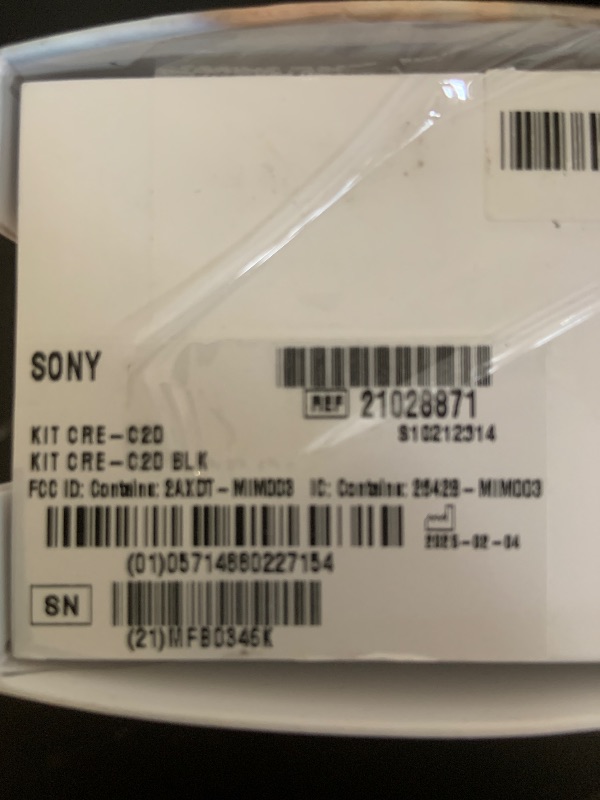 SONY
REF 21028871
S10212314
KIT CRE-C20
KIT CRE-C20 BLK
FCC ID: Contains: 2AXDT-MIM003 IC: Contains: 26428-MIM003
2025-02-04
(01)05714880227154
SN
(21)MFB0346K